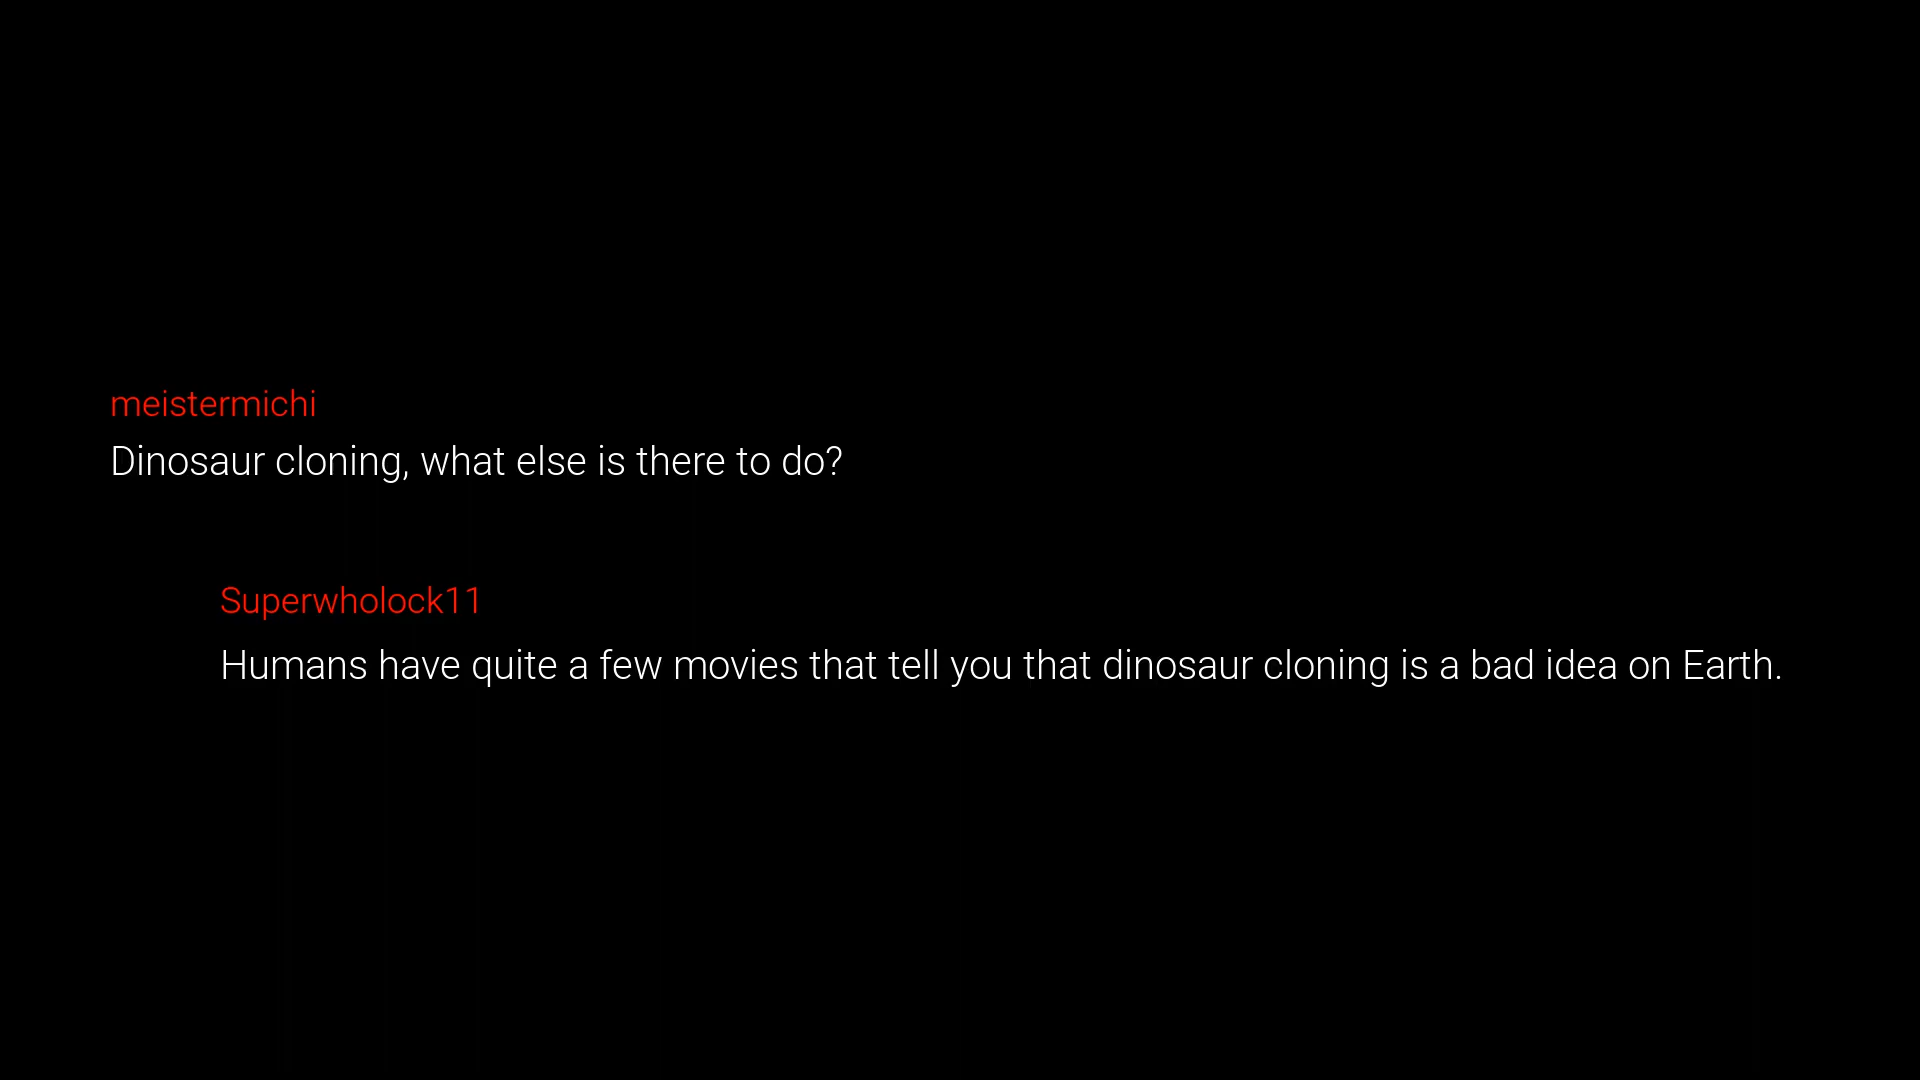 meistermichi
Dinosaur cloning, what else is there to do?
Superwholock11
Humans have quite a few movies that tell you that dinosaur cloning is a bad idea on Earth.